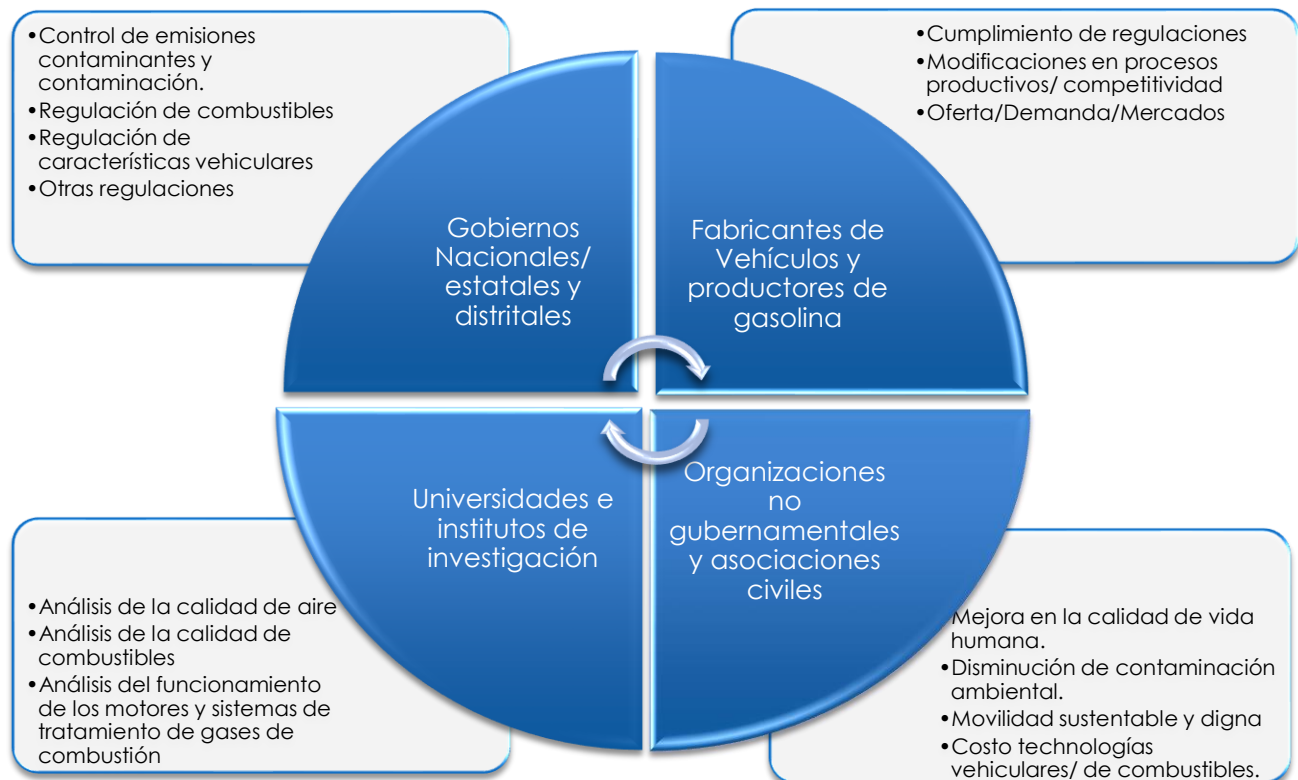 •Control de emisiones
contaminantes y
contaminación.
•Regulación de combustibles
•Regulación de
características vehiculares
•Otras regulaciones
•Cumplimiento de regulaciones
•Modificaciones en procesos
productivos/ competitividad
•Oferta/Demanda/Mercados
Gobiernos
Nacionales/
estatales y
distritales
Fabricantes de
Vehículos y
productores de
gasolina
Universidades e
institutos de
investigación
Organizaciones
no
gubernamentales
y asociaciones
civiles
•Análisis de la calidad de aire
•Análisis de la calidad de
combustibles
•Análisis del funcionamiento
de los motores y sistemas de
tratamiento de gases de
combustión
Mejora en la calidad de vida
humana.
•Disminución de contaminación
ambiental.
•Movilidad sustentable y digna
•Costo technologías
vehiculares/ de combustibles.